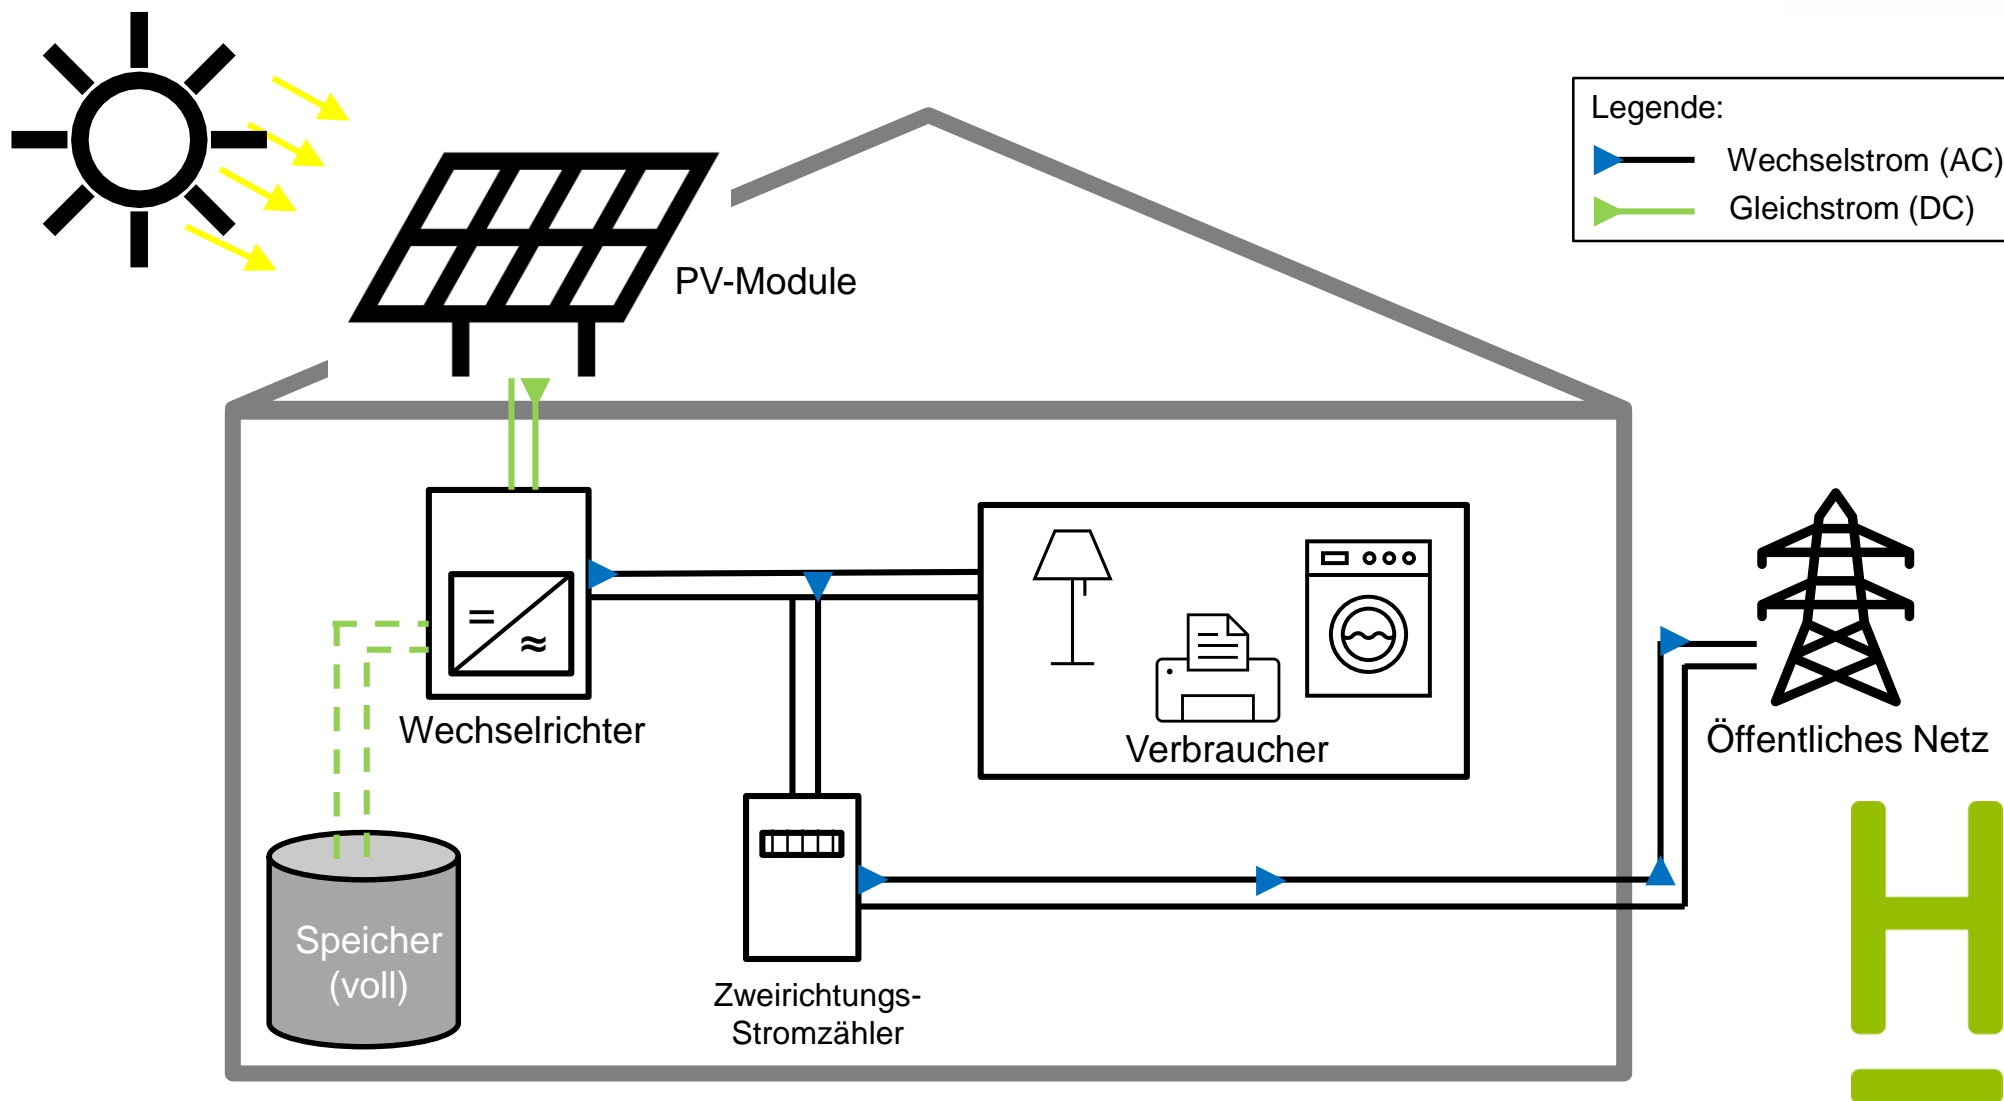 Legende:
Wechselstrom (AC)
Gleichstrom (DC)
PV-Module
Wechselrichter
Verbraucher
Öffentliches Netz
Speicher
(voll)
Zweirichtungs-
Stromzähler
H